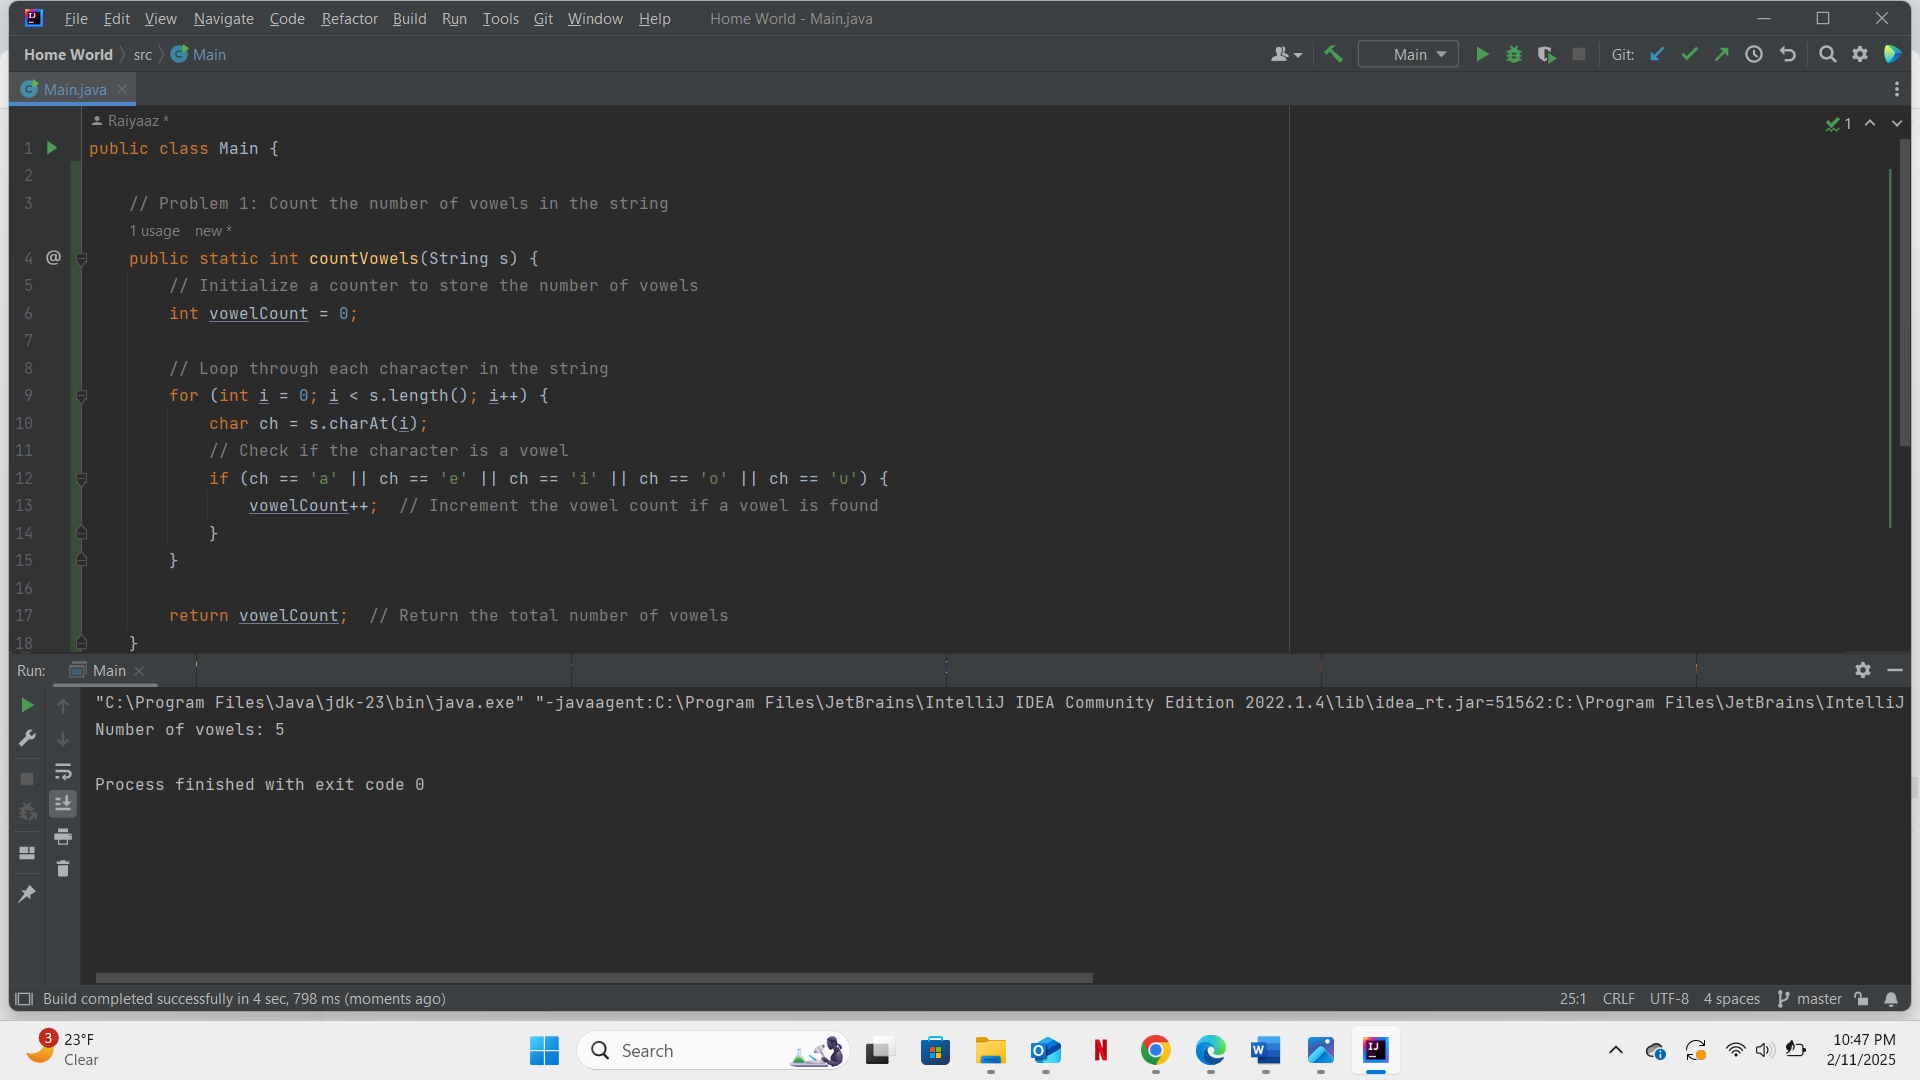 File Edit View Navigate Code Refactor Build Run Tools Git Window Help Home World - Main.java
Home World src Main Main Git:
Main.java
Raiyaaz *
1
1 public class Main {
2
3 // Problem 1: Count the number of vowels in the string
1 usage new *
4 @ public static int countVowels(String s) {
5 // Initialize a counter to store the number of vowels
6 int vowelCount = 0;
7
8 // Loop through each character in the string
9 for (int i = 0; i < s.length(); i++) {
10 char ch = s.charAt(i);
11 // Check if the character is a vowel
12 if (ch == 'a' || ch == 'e' || ch == 'i' || ch == 'o' || ch == 'u') {
13 vowelCount++; // Increment the vowel count if a vowel is found
14 }
15 }
16
17 return vowelCount; // Return the total number of vowels
18 }
Run: Main
"C:\Program Files\Java\jdk-23\bin\java.exe" "-javaagent:C:\Program Files\JetBrains\IntelliJ IDEA Community Edition 2022.1.4\lib\idea_rt.jar=51562:C:\Program Files\JetBrains\IntelliJ
Number of vowels: 5
Process finished with exit code 0
Build completed successfully in 4 sec, 798 ms (moments ago) 25:1 CRLF UTF-8 4 spaces master
3 23°F
Clear
Search
10:47 PM
2/11/2025